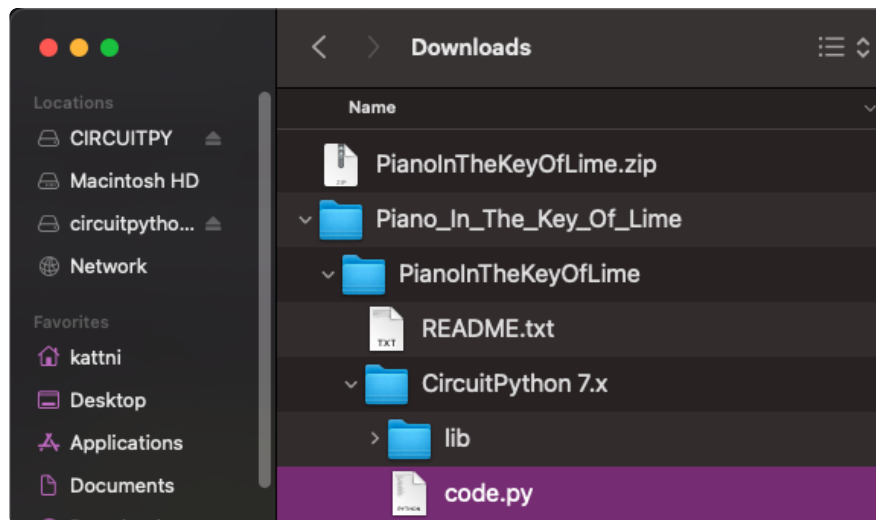 Downloads
Locations
CIRCUITPY
Macintosh HD
circuitpytho...
Network
Favorites
kattni
Desktop
Applications
Documents
Name
PianoInTheKeyOfLime.zip
ZIP
Piano_In_The_Key_Of_Lime
PianoInTheKeyOfLime
README.txt
TXT
CircuitPython 7.x
lib
code.py
PYTHON